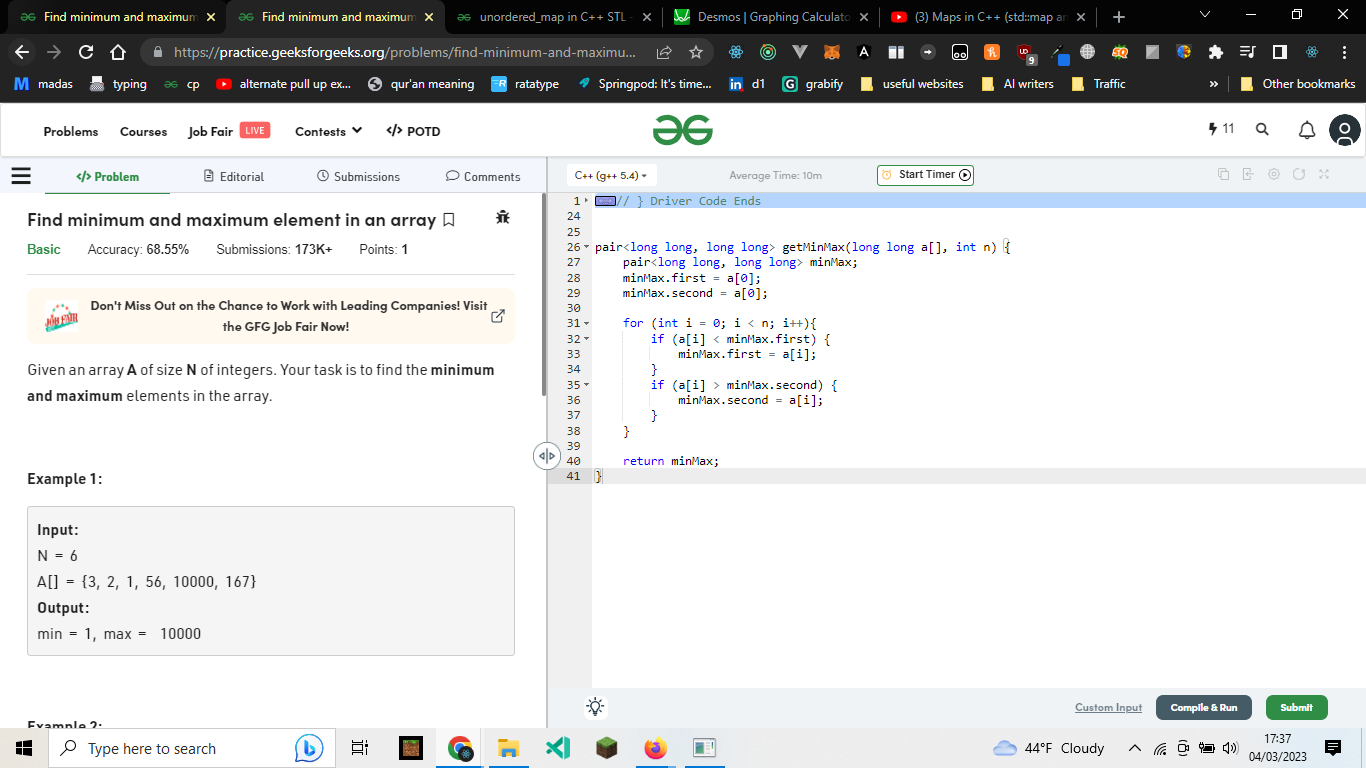 Find minimum and maximum
Find minimum and maximum
unordered_map in C++ STL -
Desmos | Graphing Calculato
(3) Maps in C++ (std::map an
https://practice.geeksforgeeks.org/problems/find-minimum-and-maximu...
9
madas
typing
cp
alternate pull up ex...
qur'an meaning
ratatype
Springpod: It's time...
d1
grabify
useful websites
AI writers
Traffic
»
Other bookmarks
Problems
Courses
Job Fair LIVE
Contests
</> POTD
11
</> Problem
Editorial
Submissions
Comments
C++ (g++ 5.4)
Average Time: 10m
Start Timer
Find minimum and maximum element in an array
Basic Accuracy: 68.55% Submissions: 173K+ Points: 1
Don't Miss Out on the Chance to Work with Leading Companies! Visit
the GFG Job Fair Now!
JOB FAIR
Given an array A of size N of integers. Your task is to find the minimum
and maximum elements in the array.
Example 1:
Input:
N = 6
A[] = {3, 2, 1, 56, 10000, 167}
Output:
min = 1, max = 10000
Example 2:
1 // } Driver Code Ends
24
25
26 pair<long long, long long> getMinMax(long long a[], int n) {
27 pair<long long, long long> minMax;
28 minMax.first = a[0];
29 minMax.second = a[0];
30
31 for (int i = 0; i < n; i++){
32 if (a[i] < minMax.first) {
33 minMax.first = a[i];
34 }
35 if (a[i] > minMax.second) {
36 minMax.second = a[i];
37 }
38 }
39
40 return minMax;
41 }
Custom Input
Compile & Run
Submit
Type here to search
44°F Cloudy
17:37
04/03/2023